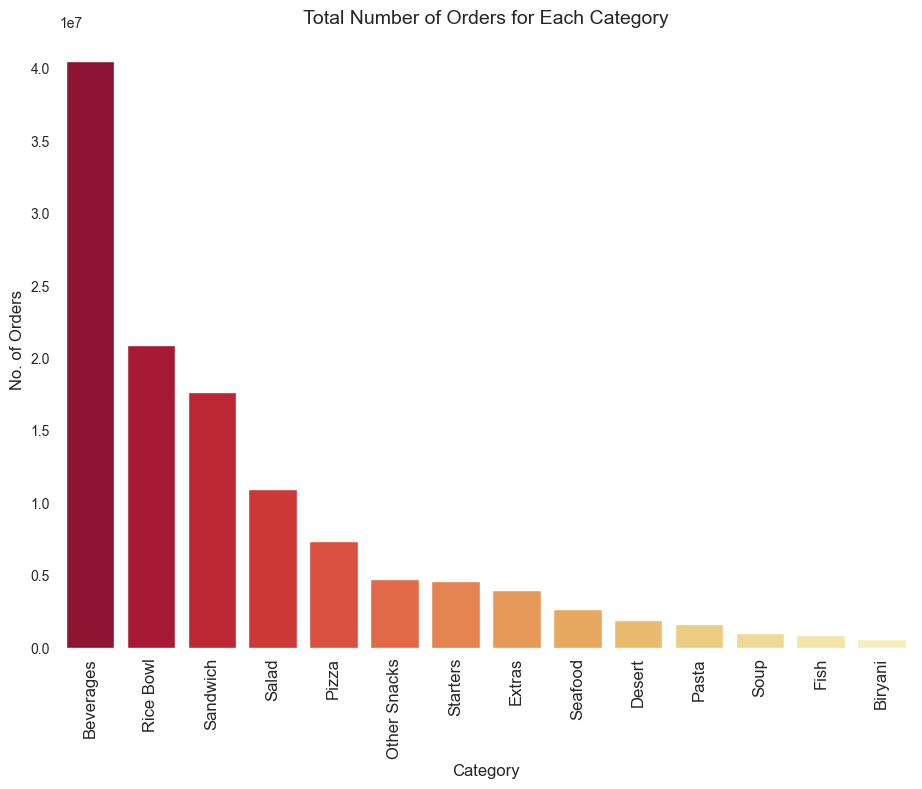 Total Number of Orders for Each Category
1e7
4.0
3.5
3.0
2.5
2.0
1.5
1.0
0.5
0.0
No. of Orders
Beverages
Rice Bowl
Sandwich
Salad
Pizza
Other Snacks
Starters
Extras
Seafood
Desert
Pasta
Soup
Fish
Biryani
Category